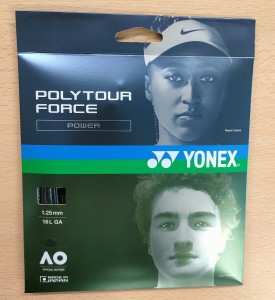 POLYTOUR
FORCE
POWER
YONEX
1.25mm
16L GA
AO
MADE IN
JAPAN